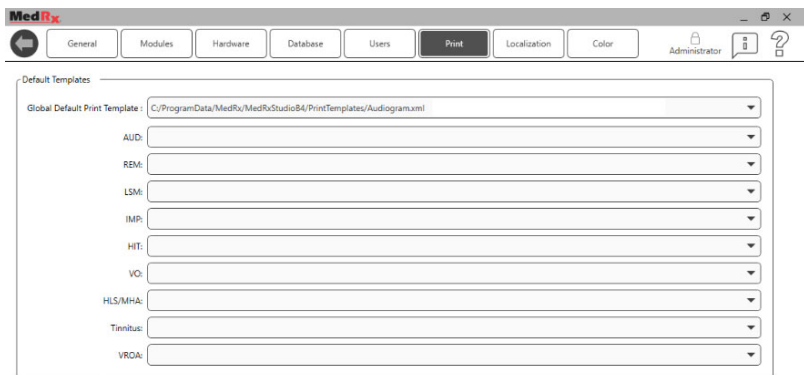 MedRx
General Modules Hardware Database Users Print Localization Color Administrator
Default Templates
Global Default Print Template : C:/ProgramData/MedRx/MedRxStudio84/PrintTemplates/Audiogram.xml
AUD:
REM:
LSM:
IMP:
HIT:
VO:
HLS/MHA:
Tinnitus:
VROA: